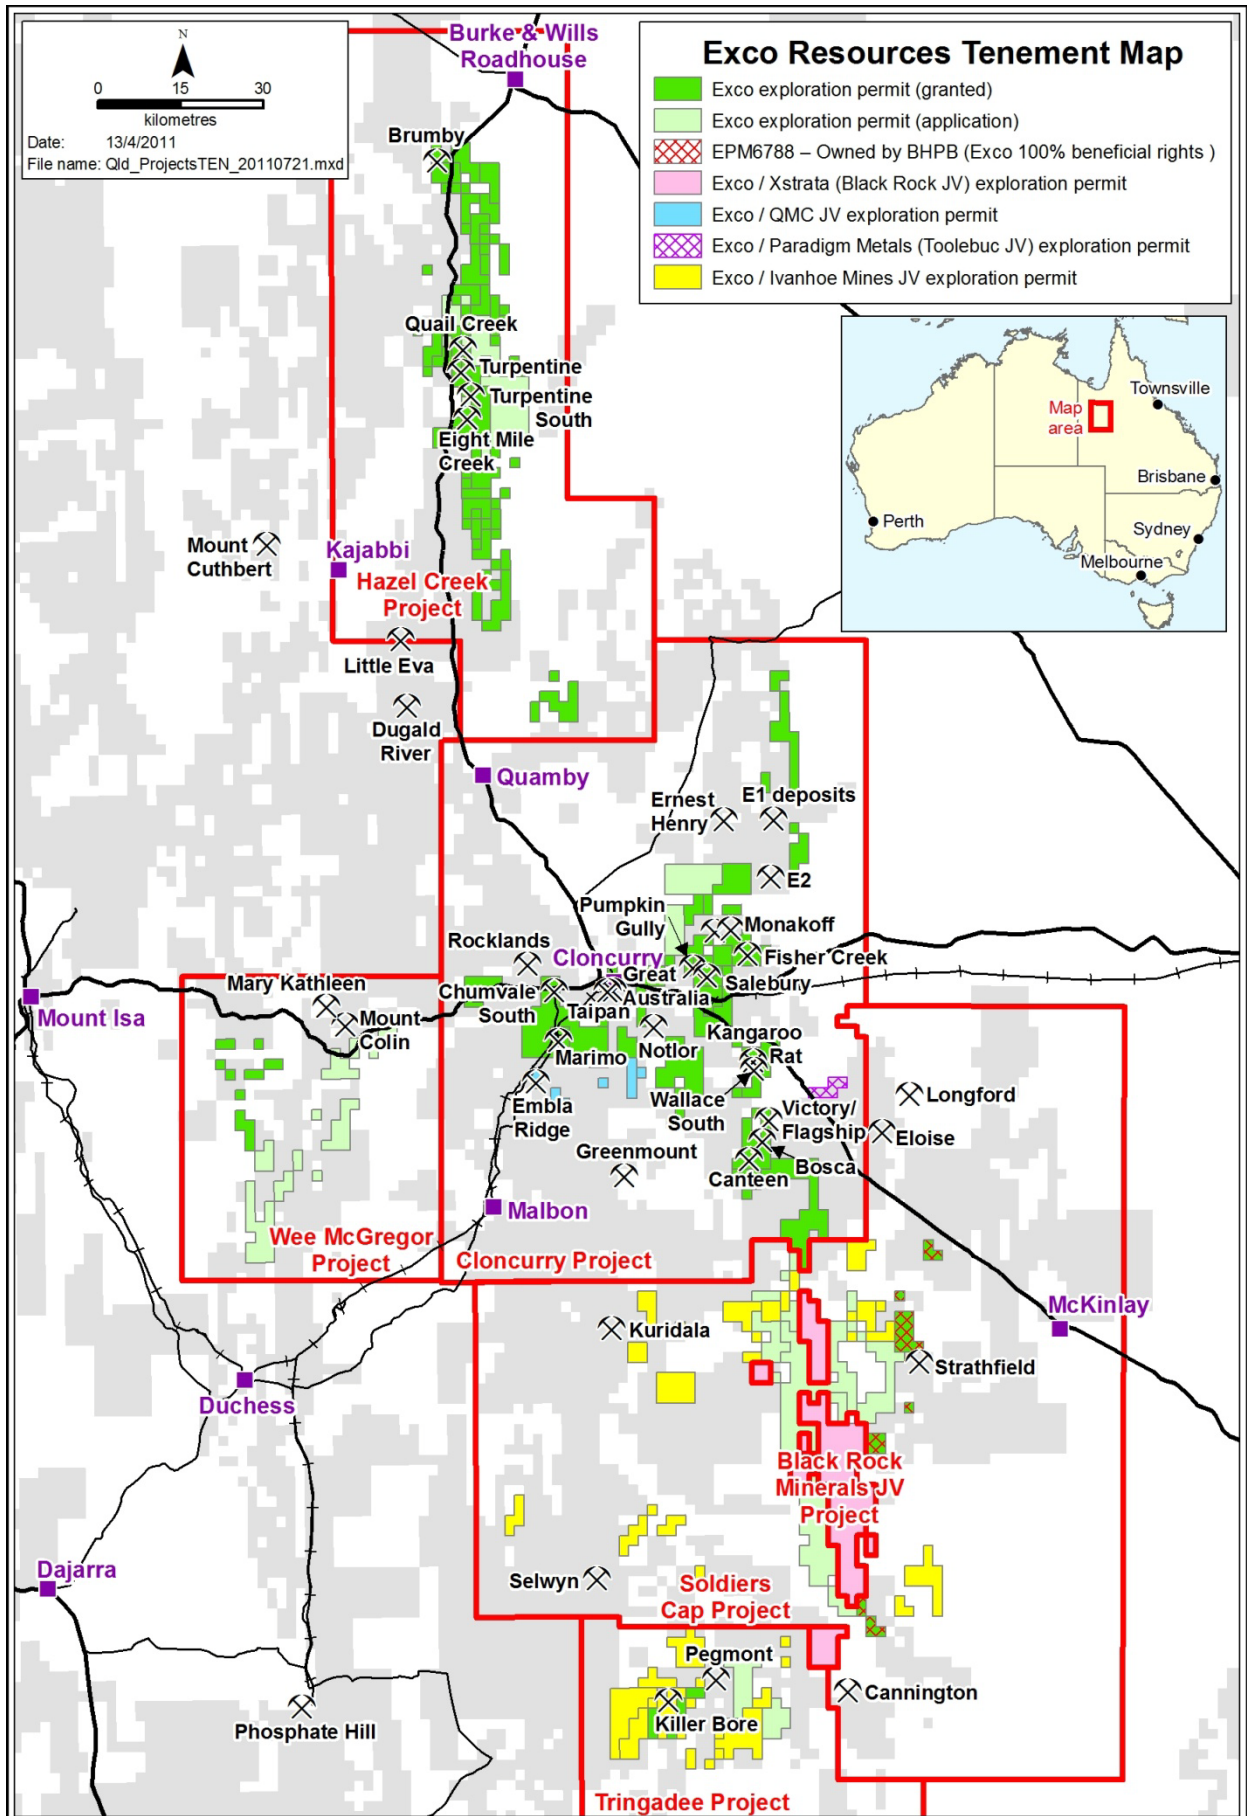 N
0 15 30
kilometres
Date: 13/4/2011
File name: Qld_ProjectsTEN_20110721.mxd
Burke & Wills
Roadhouse
Exco Resources Tenement Map
Exco exploration permit (granted)
Exco exploration permit (application)
EPM6788 – Owned by BHPB (Exco 100% beneficial rights )
Exco / Xstrata (Black Rock JV) exploration permit
Exco / QMC JV exploration permit
Exco / Paradigm Metals (Toolebuc JV) exploration permit
Exco / Ivanhoe Mines JV exploration permit
Townsville
Map
area
Brisbane
Perth
Sydney
Melbourne
Brumby
Quail Creek
Turpentine
Turpentine
South
Eight Mile
Creek
Mount
Cuthbert
Kajabbi
Hazel Creek
Project
Little Eva
Dugald
River
Quamby
Ernest
Henry
E1 deposits
E2
Pumpkin
Gully
Monakoff
Fisher Creek
Rocklands
Cloncurry
Great
Australia
Salebury
Mary Kathleen
Mount Isa
Mount
Colin
Chumvale
South
Taipan
Marimo
Notlor
Kangaroo
Rat
Embla
Ridge
Wallace
South
Victory/
Flagship
Longford
Eloise
Greenmount
Canteen
Bosca
Malbon
Wee McGregor
Project
Cloncurry Project
McKinlay
Kuridala
Strathfield
Duchess
Black Rock
Minerals JV
Project
Dajarra
Selwyn
Soldiers
Cap Project
Pegmont
Cannington
Phosphate Hill
Killer Bore
Tringadee Project